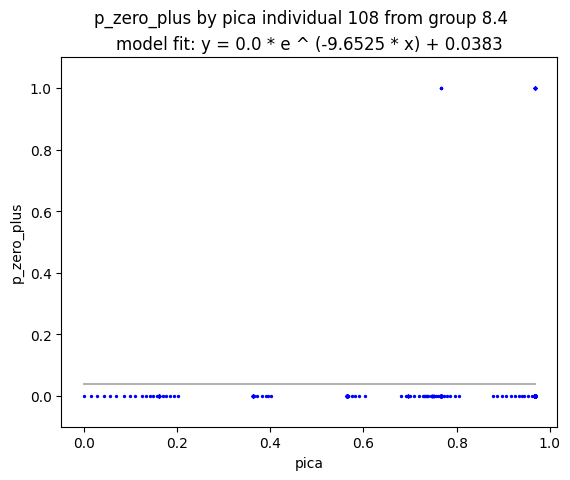 p_zero_plus by pica individual 108 from group 8.4
model fit: y = 0.0 * e ^ (-9.6525 * x) + 0.0383
1.0
0.8
0.6
0.4
0.2
0.0
p_zero_plus
0.0 0.2 0.4 0.6 0.8 1.0
pica